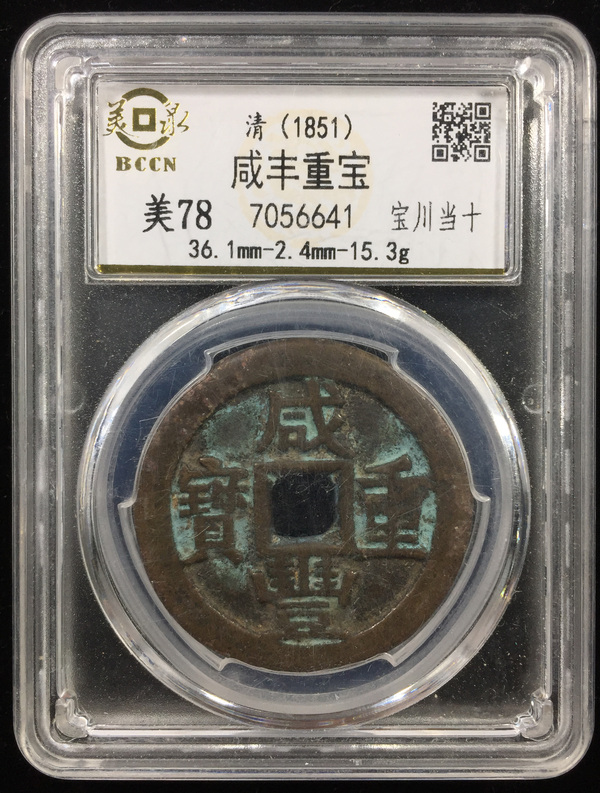 美泉
BCCN
清（1851）
咸丰重宝
美78 7056641 宝川当十
36.1mm-2.4mm-15.3g
咸
豐
重
寶